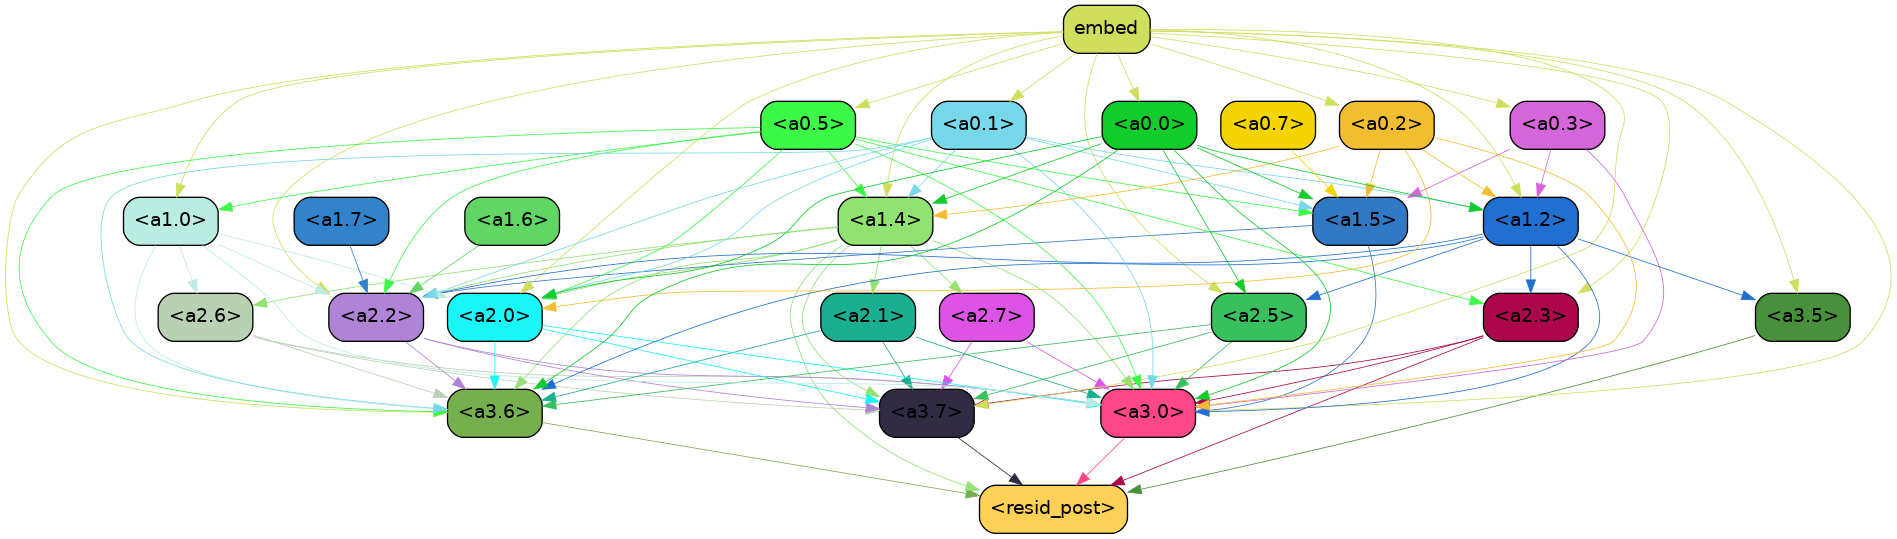 embed
<a0.5>
<a0.1>
<a0.0>
<a0.7>
<a0.2>
<a0.3>
<a1.0>
<a1.7>
<a1.6>
<a1.4>
<a1.5>
<a1.2>
<a2.6>
<a2.2>
<a2.0>
<a2.1>
<a2.7>
<a2.5>
<a2.3>
<a3.5>
<a3.6>
<a3.7>
<a3.0>
<resid_post>